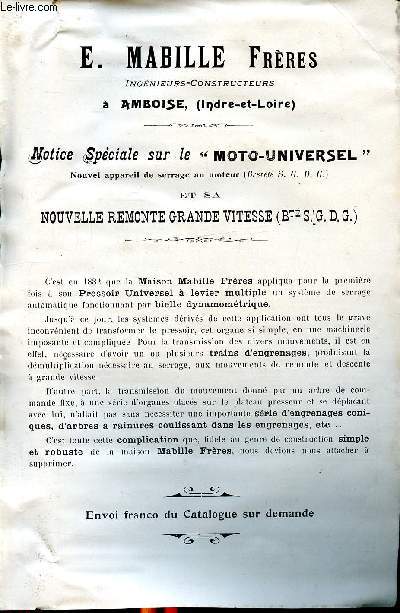 Le-livre.com
E. MABILLE FRÈRES
INGÉNIEURS-CONSTRUCTEURS
à AMBOISE, (Indre-et-Loire)
Notice Spéciale sur le “ MOTO-UNIVERSEL ”
Nouvel appareil de serrage au moteur (Breveté S. G. D. G.)
ET SA
NOUVELLE REMONTE GRANDE VITESSE (BTÉE S. G. D. G.)
C'est en 188 que la Maison Mabille Frères appliqua pour la première
fois à son Pressoir Universel à levier multiple un système de serrage
automatique fonctionnant par bielle dynamométrique.
Jusqu'à ce jour, les systèmes dérivés de cette application ont tous le grave
inconvénient de transformer le pressoir, cet organe si simple, en une machinerie
imposante et compliquée. Pour la transmission des divers mouvements, il est en
effet, nécessaire d'avoir un ou plusieurs trains d'engrenages, produisant la
démultiplication nécessaire au serrage, aux mouvements de remonte et descente
à grande vitesse
D'autre part, la transmission du mouvement donné par un arbre de com-
mande fixe, à une série d'organes placés sur le plateau presseur et se déplaçant
avec lui, n'allait pas sans nécessiter une importante série d'engrenages coni-
ques, d'arbres à rainures coulissant dans les engrenages, etc...
C'est toute cette complication que, fidèle au genre de construction simple
et robuste de la maison Mabille Frères, nous devions nous attacher à
supprimer.
Envoi franco du Catalogue sur demande